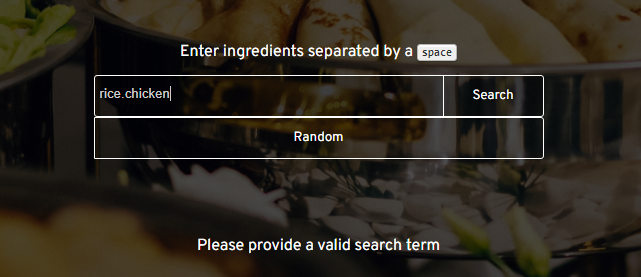 Enter ingredients separated by a space
rice.chicken
Search
Random
Please provide a valid search term